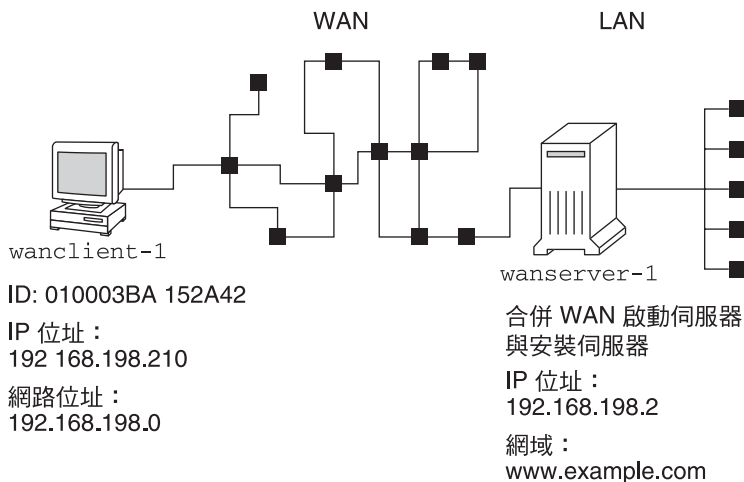 WAN
LAN
wanclient-1
ID: 010003BA 152A42
IP 位址：
192 168.198.210
網路位址：
192.168.198.0
wanserver-1
合併 WAN 啟動伺服器
與安裝伺服器
IP 位址：
192.168.198.2
網域：
www.example.com